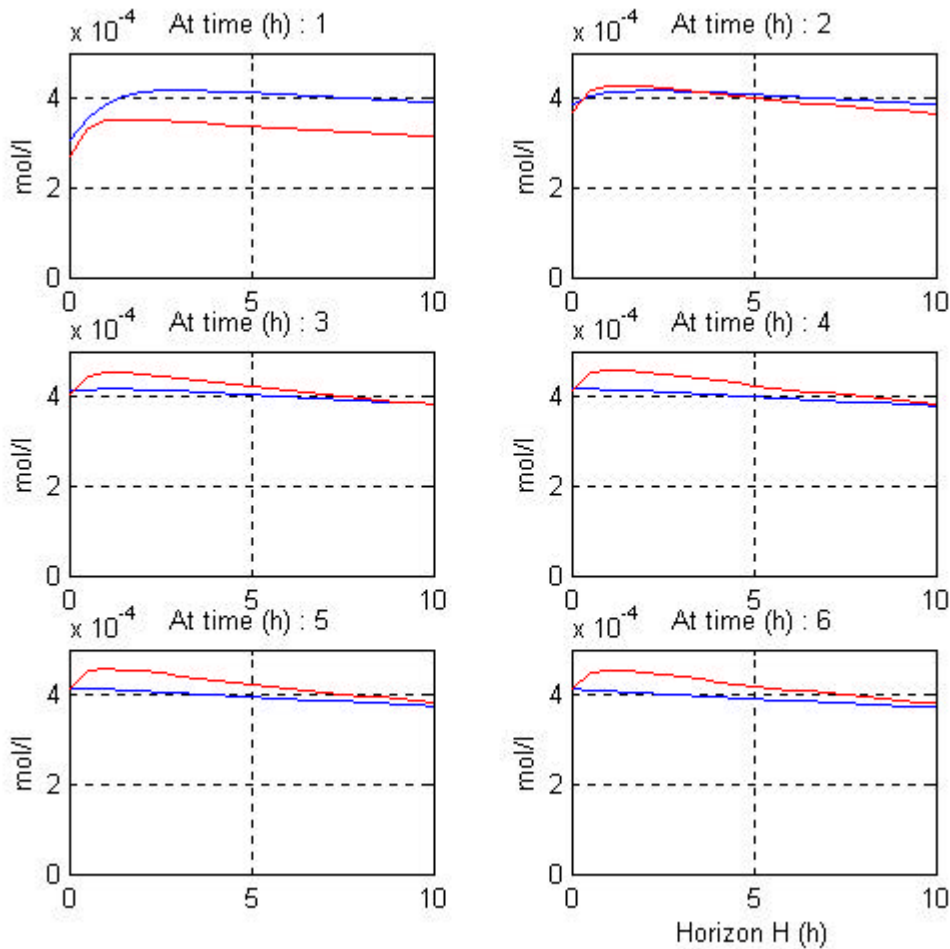 x 10-4 At time (h) : 1
x 10-4 At time (h) : 2
4
2
0
mol/l
0 5 10
4
2
0
mol/l
0 5 10
x 10-4 At time (h) : 3
x 10-4 At time (h) : 4
4
2
0
mol/l
0 5 10
4
2
0
mol/l
0 5 10
x 10-4 At time (h) : 5
x 10-4 At time (h) : 6
4
2
0
mol/l
0 5 10
4
2
0
mol/l
0 5 10
Horizon H (h)